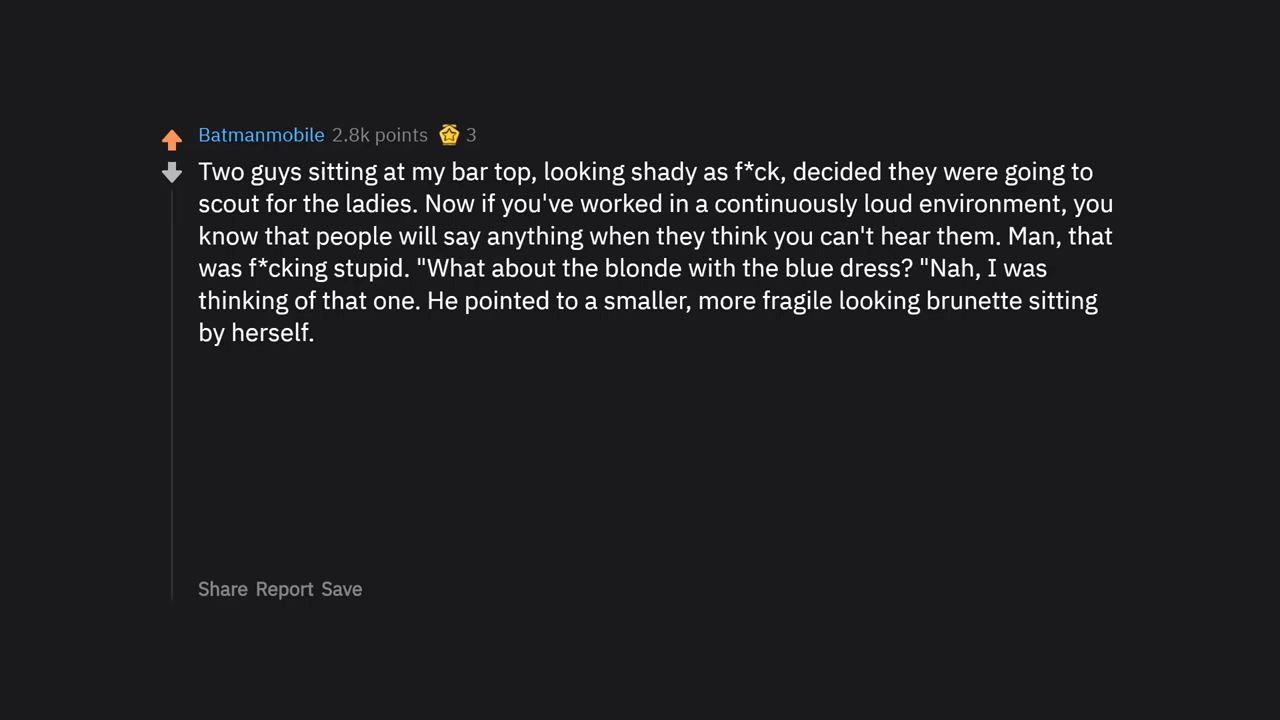 Batmanmobile 2.8k points 3
Two guys sitting at my bar top, looking shady as f*ck, decided they were going to
scout for the ladies. Now if you've worked in a continuously loud environment, you
know that people will say anything when they think you can't hear them. Man, that
was f*cking stupid. "What about the blonde with the blue dress? "Nah, I was
thinking of that one. He pointed to a smaller, more fragile looking brunette sitting
by herself.
Share Report Save